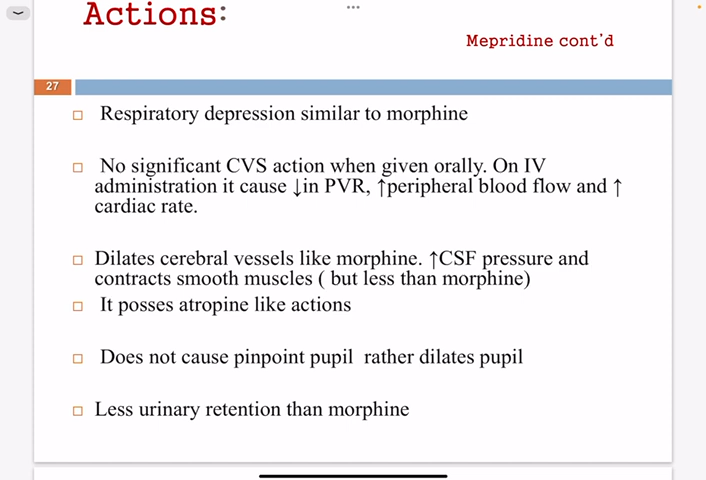 Actions:
Mepridine cont'd
27
Respiratory depression similar to morphine
No significant CVS action when given orally. On IV
administration it cause ↓in PVR, ↑peripheral blood flow and ↑
cardiac rate.
Dilates cerebral vessels like morphine. ↑CSF pressure and
contracts smooth muscles ( but less than morphine)
It posses atropine like actions
Does not cause pinpoint pupil rather dilates pupil
Less urinary retention than morphine